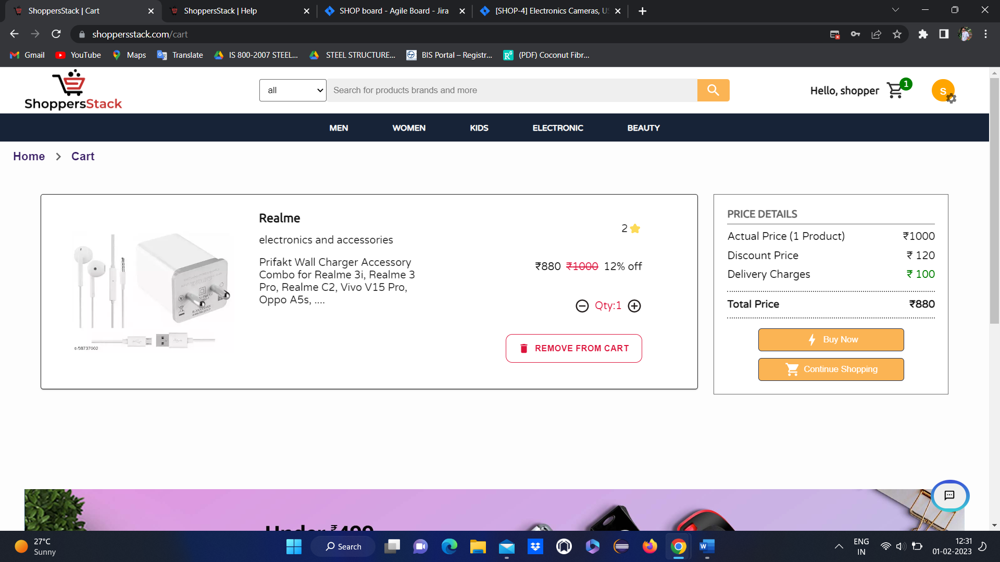 ShoppersStack | Cart
ShoppersStack | Help
SHOP board - Agile Board - Jira
[SHOP-4] Electronics Cameras, US
shoppersstack.com/cart
Gmail
YouTube
Maps
Translate
IS 800-2007 STEEL...
STEEL STRUCTURE...
BIS Portal – Registr...
(PDF) Coconut Fibr...
ShoppersStack
all
Search for products brands and more
Hello, shopper
1
S
MEN
WOMEN
KIDS
ELECTRONIC
BEAUTY
Home > Cart
Realme
2
electronics and accessories
Prifakt Wall Charger Accessory
Combo for Realme 3i, Realme 3
Pro, Realme C2, Vivo V15 Pro,
Oppo A5s, ....
₹880 ₹1000 12% off
Qty:1
REMOVE FROM CART
s-58737002
PRICE DETAILS
Actual Price (1 Product) ₹1000
Discount Price ₹ 120
Delivery Charges ₹ 100
Total Price ₹880
Buy Now
Continue Shopping
Under ₹499
27°C
Sunny
Search
ENG
IN
12:31
01-02-2023